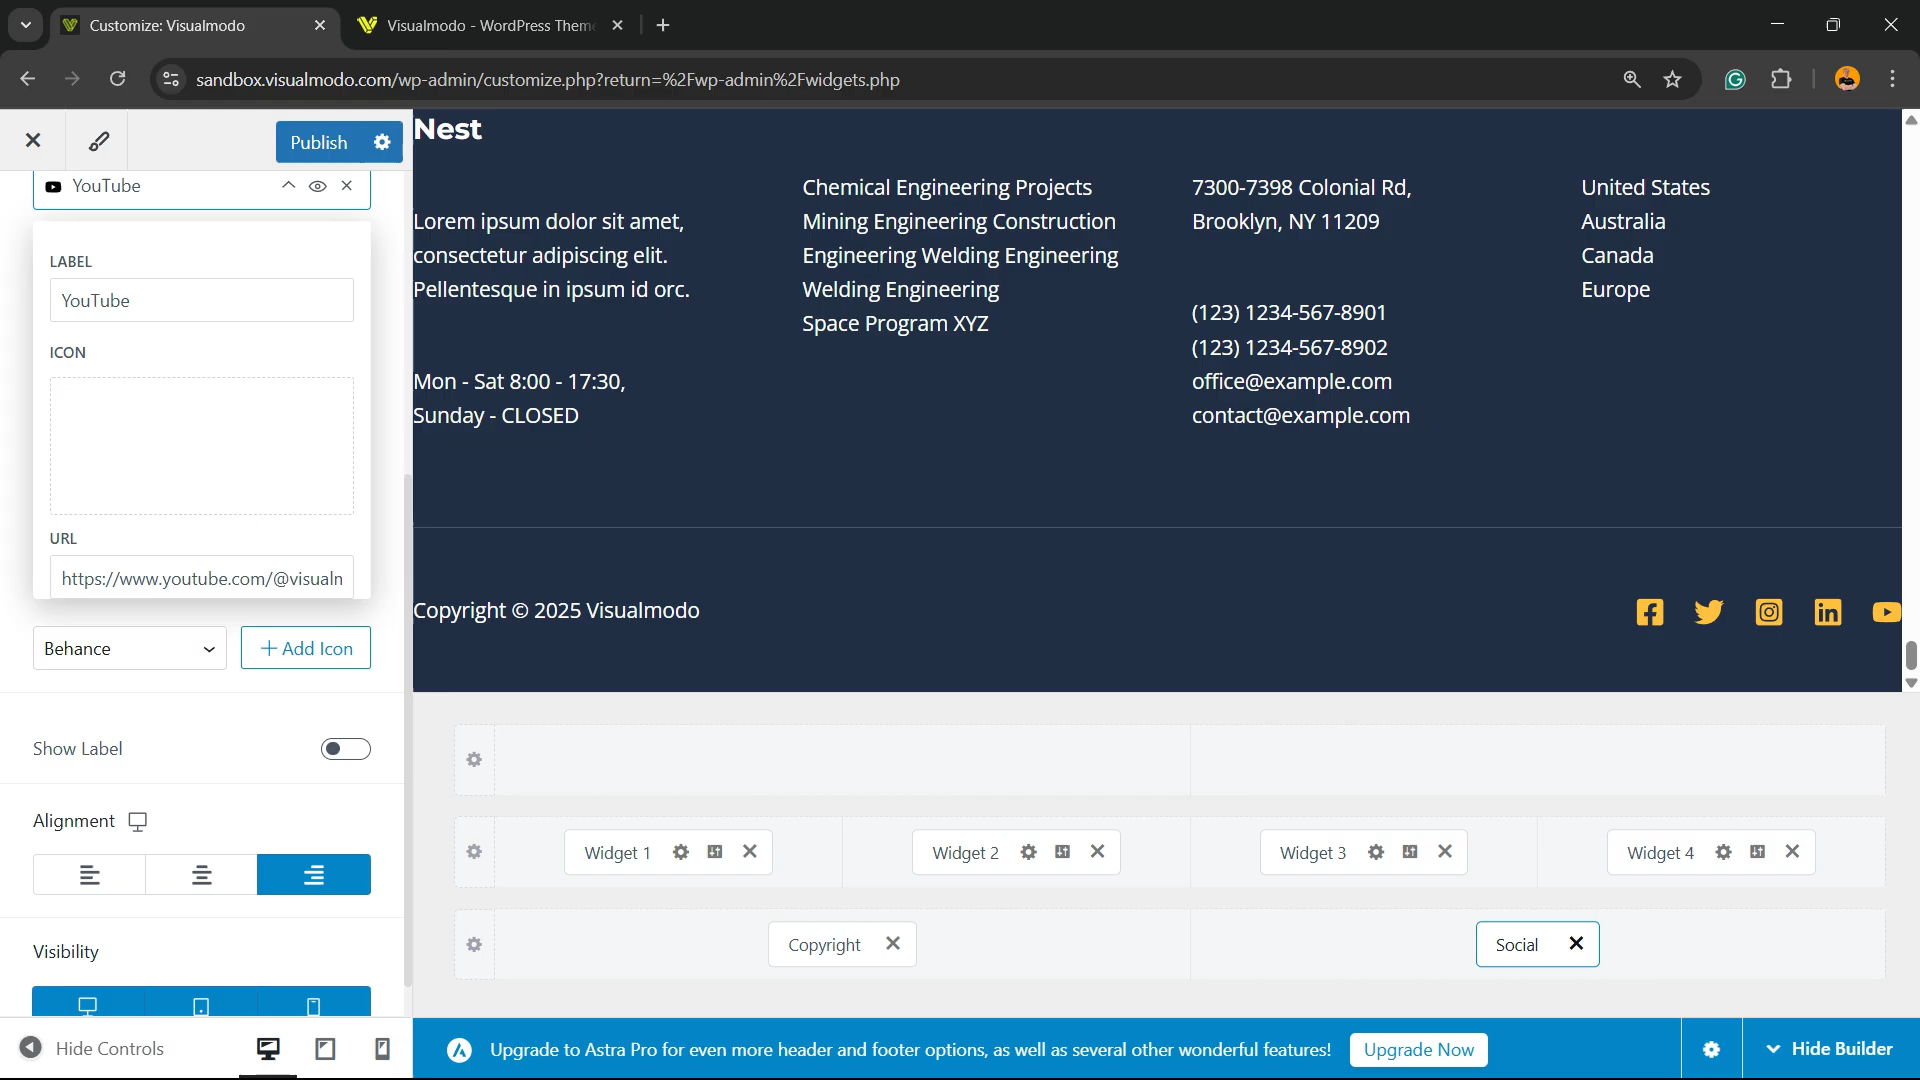 Customize: Visualmodo
Visualmodo - WordPress Theme
sandbox.visualmodo.com/wp-admin/customize.php?return=%2Fwp-admin%2Fwidgets.php
Publish
YouTube
LABEL
YouTube
ICON
URL
https://www.youtube.com/@visualn
Behance
Add Icon
Show Label
Alignment
Visibility
Hide Controls
Nest
Lorem ipsum dolor sit amet,
consectetur adipiscing elit.
Pellentesque in ipsum id orc.
Mon - Sat 8:00 - 17:30,
Sunday - CLOSED
Chemical Engineering Projects
Mining Engineering Construction
Engineering Welding Engineering
Welding Engineering
Space Program XYZ
7300-7398 Colonial Rd,
Brooklyn, NY 11209
(123) 1234-567-8901
(123) 1234-567-8902
office@example.com
contact@example.com
United States
Australia
Canada
Europe
Copyright © 2025 Visualmodo
Widget 1
Widget 2
Widget 3
Widget 4
Copyright
Social
Upgrade to Astra Pro for even more header and footer options, as well as several other wonderful features!
Upgrade Now
Hide Builder